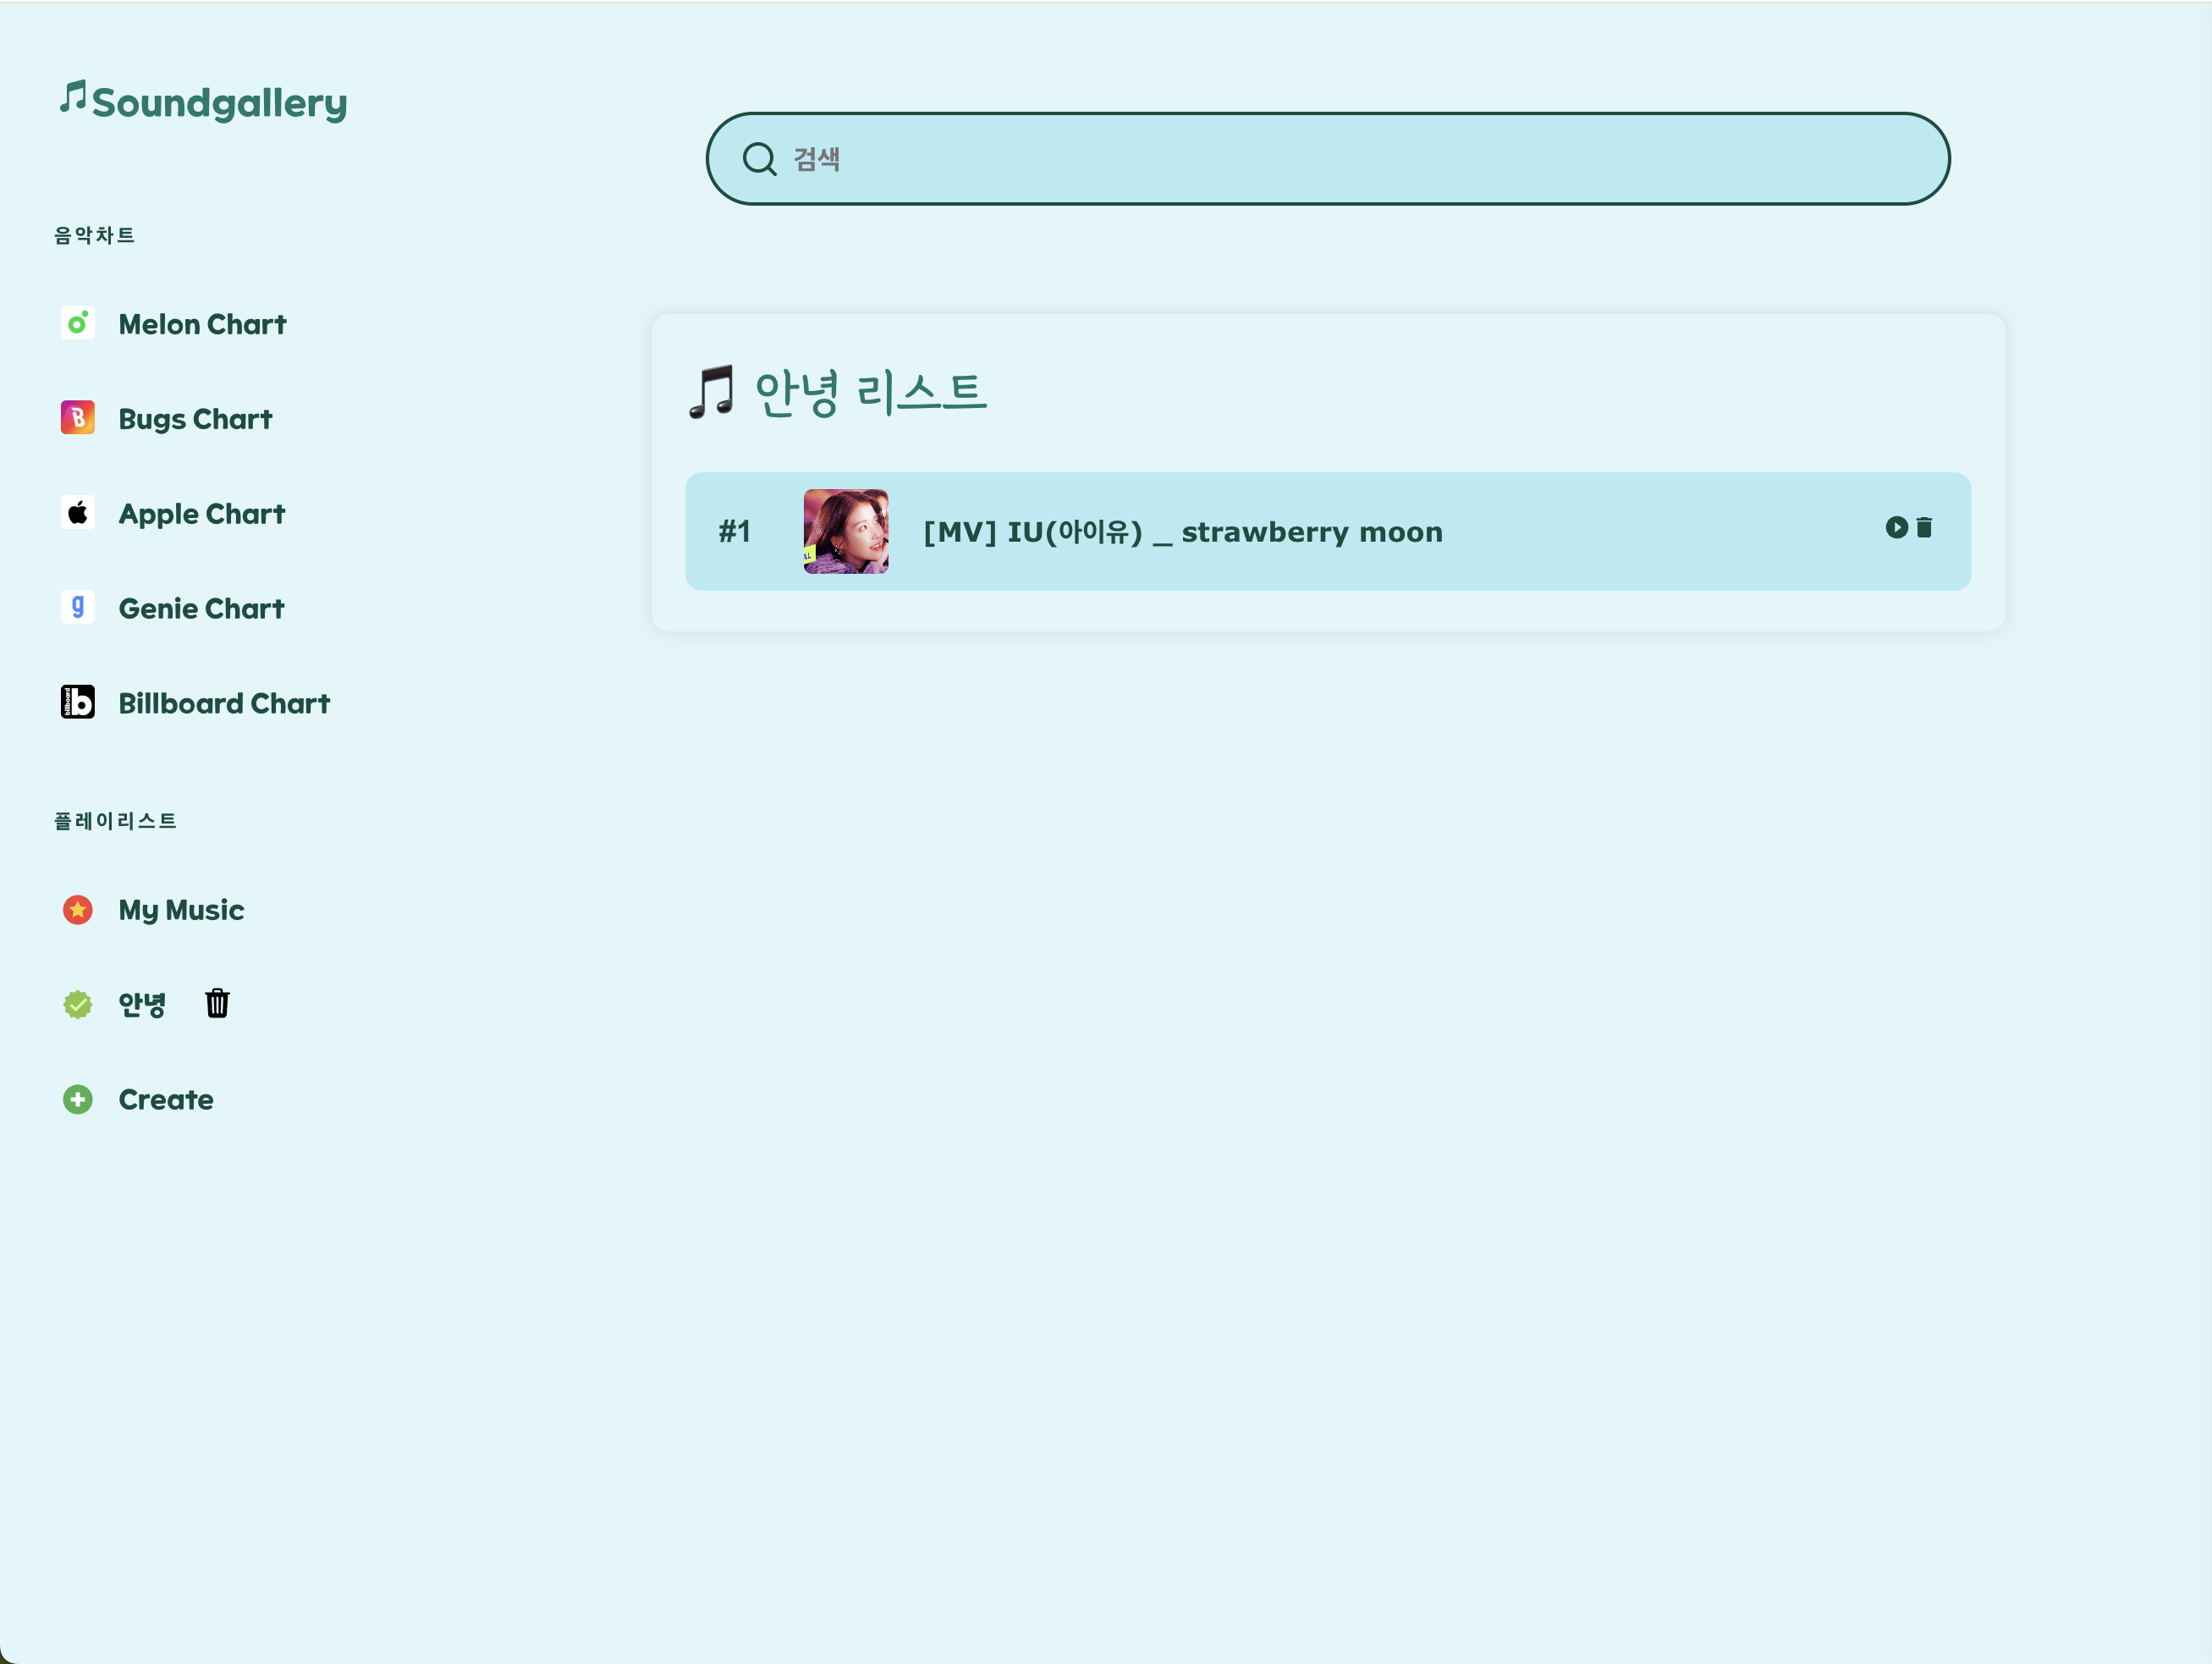 Soundgallery
검색
음악차트
Melon Chart
Bugs Chart
Apple Chart
Genie Chart
Billboard Chart
플레이리스트
My Music
안녕
Create
안녕 리스트
#1 [MV] IU(아이유) _ strawberry moon